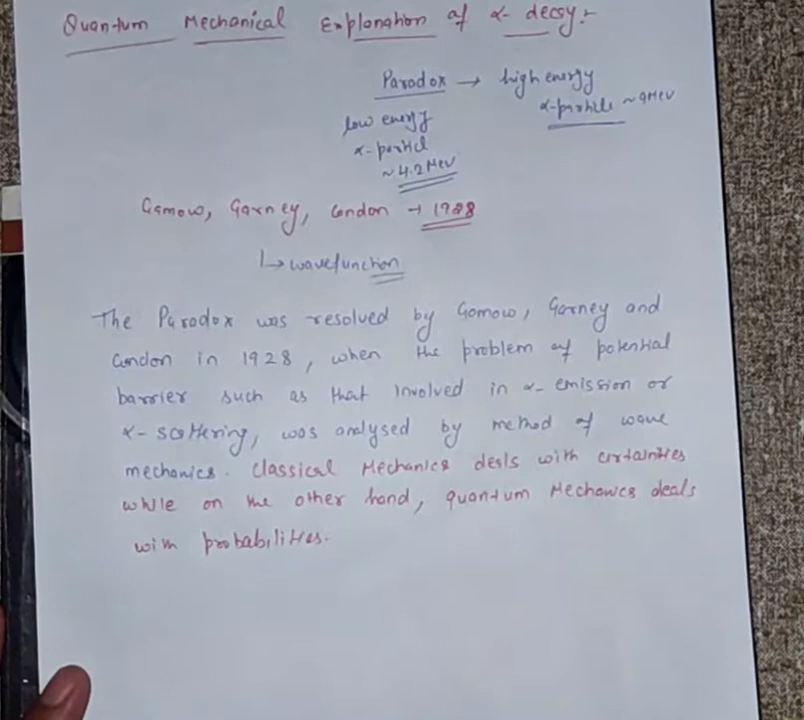 Quantum Mechanical Explanation of α- decay:-
Paradox → high energy
α-particle ~ 9MeV
low energy
α-particl
~ 4.2 MeV
Gamow, Garney, Condon → 1928
↳ wavefunction
The Paradox was resolved by Gamow, Garney and
Condon in 1928, when the problem of potential
barrier such as that involved in α- emission or
α- scattering, was analysed by method of wave
mechanics. Classical Mechanics deals with certainties
while on the other hand, quantum Mechanics deals
with probabilities.